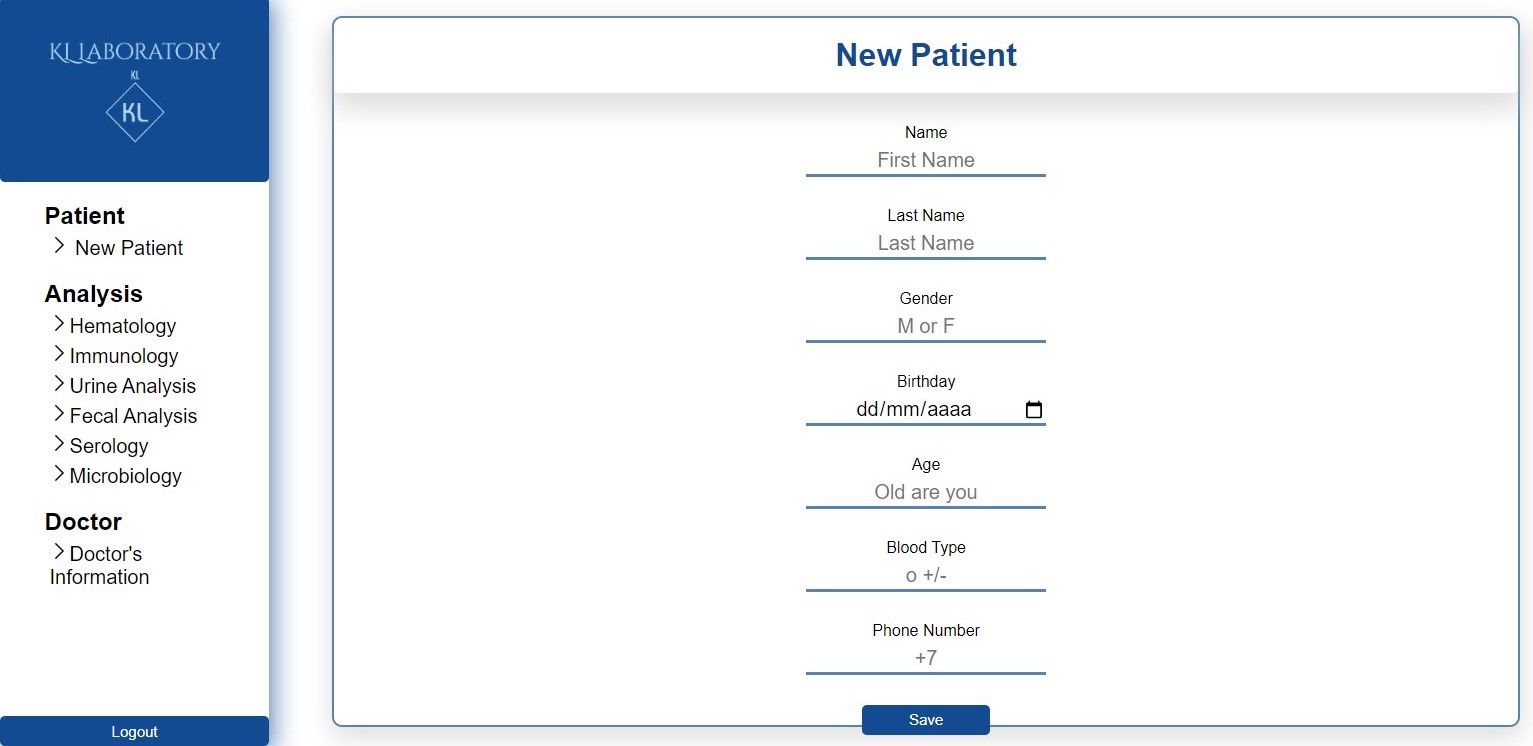 KL LABORATORY
KL
KL
Patient
New Patient
Analysis
Hematology
Immunology
Urine Analysis
Fecal Analysis
Serology
Microbiology
Doctor
Doctor's
Information
Logout
New Patient
Name
First Name
Last Name
Last Name
Gender
M or F
Birthday
dd/mm/aaaa
Age
Old are you
Blood Type
o +/-
Phone Number
+7
Save